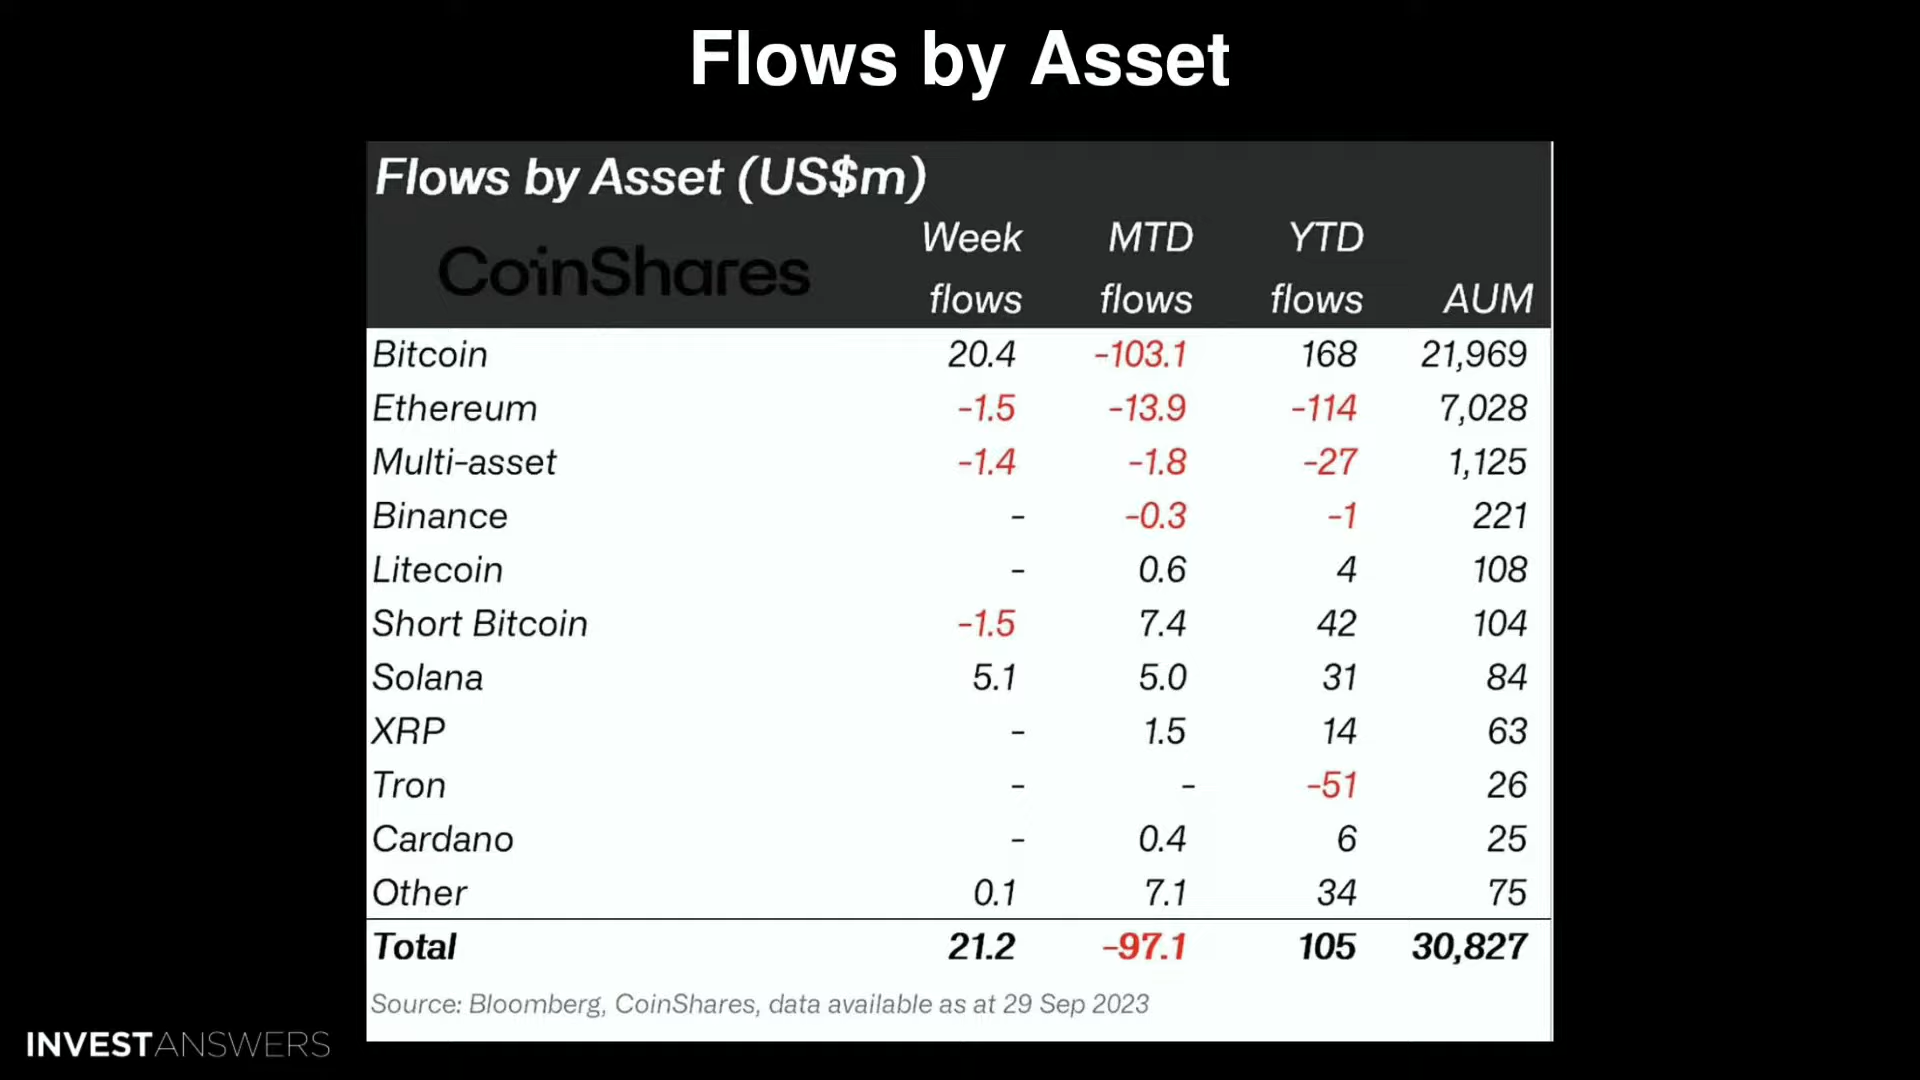 Flows by Asset
Flows by Asset (US$m)
CoinShares
Week flows MTD flows YTD flows AUM
Bitcoin 20.4 -103.1 168 21,969
Ethereum -1.5 -13.9 -114 7,028
Multi-asset -1.4 -1.8 -27 1,125
Binance - -0.3 -1 221
Litecoin - 0.6 4 108
Short Bitcoin -1.5 7.4 42 104
Solana 5.1 5.0 31 84
XRP - 1.5 14 63
Tron - - -51 26
Cardano - 0.4 6 25
Other 0.1 7.1 34 75
Total 21.2 -97.1 105 30,827
Source: Bloomberg, CoinShares, data available as at 29 Sep 2023
INVESTANSWERS